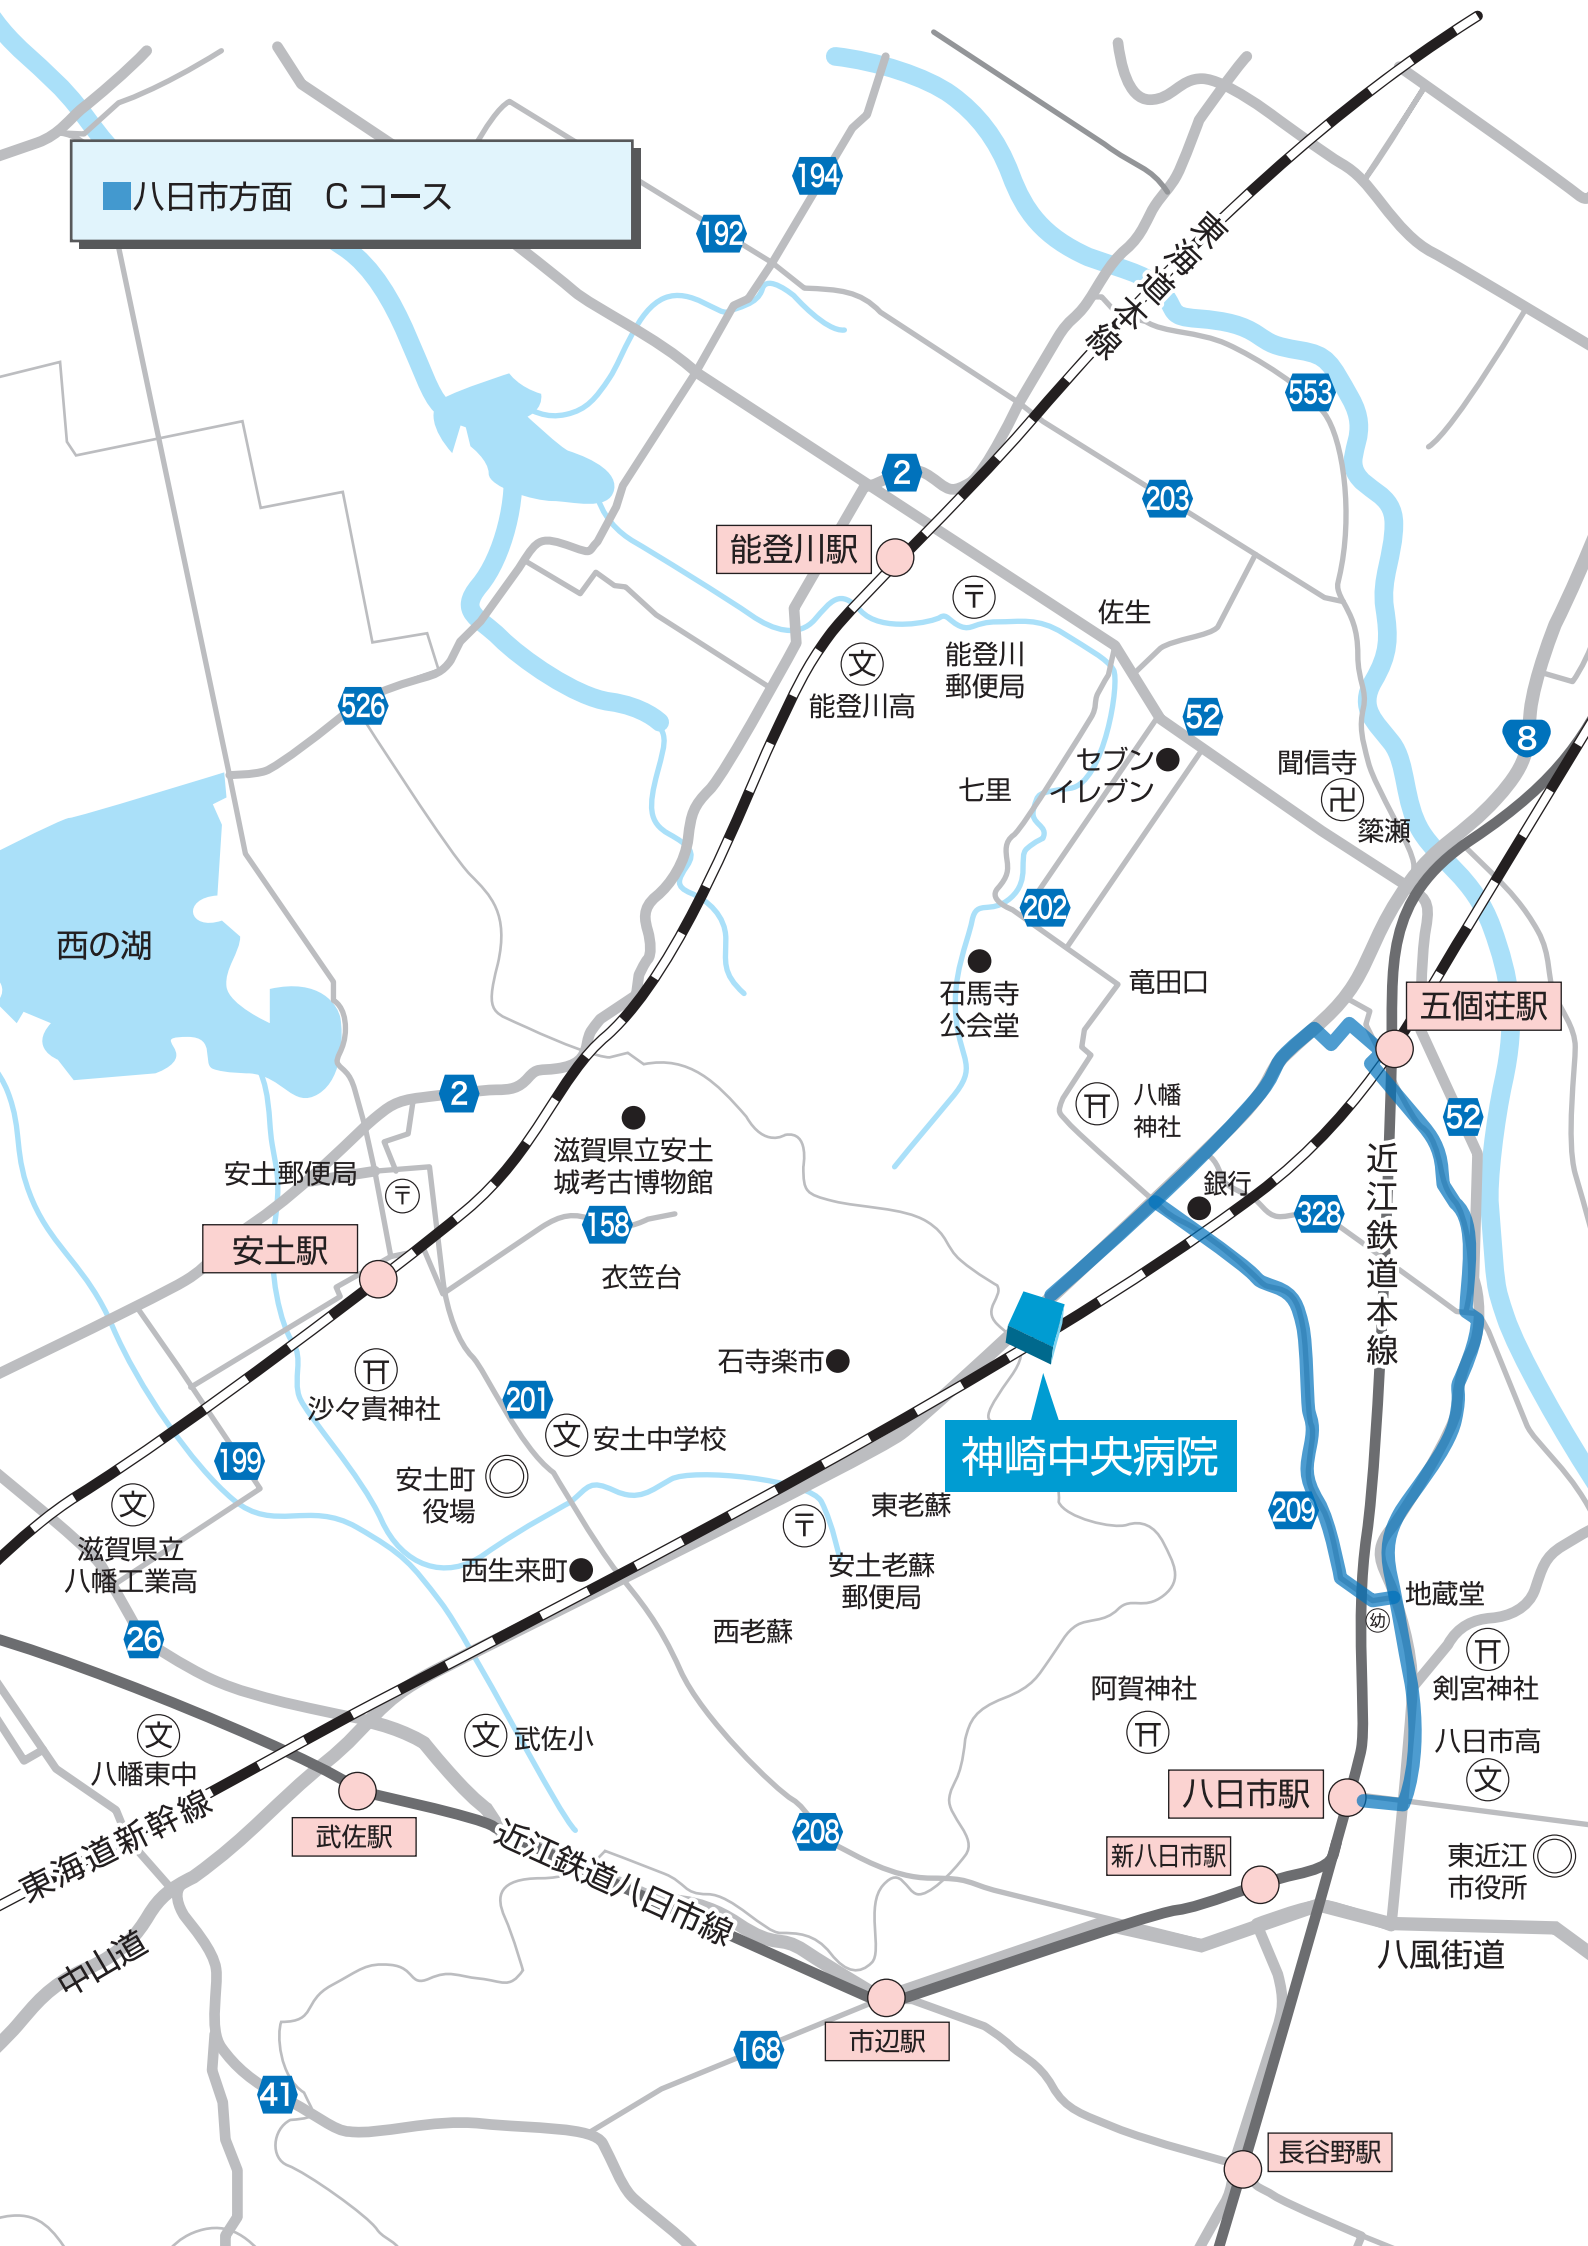 八日市方面　C コース
194
192
東海道本線
553
2
203
能登川駅
〒
佐生
能登川
郵便局
文
能登川高
526
52
8
セブン
イレブン
七里
聞信寺
卍
簗瀬
202
西の湖
石馬寺
公会堂
竜田口
五個荘駅
2
八幡
神社
52
滋賀県立安土
城考古博物館
安土郵便局
〒
銀行
近江鉄道本線
158
328
安土駅
衣笠台
石寺楽市
沙々貴神社
201
文
安土中学校
神崎中央病院
199
安土町
役場
文
滋賀県立
八幡工業高
東老蘇
209
〒
安土老蘇
郵便局
西生来町
地蔵堂
幼
26
西老蘇
阿賀神社
剣宮神社
文
八幡東中
文
武佐小
八日市高
文
八日市駅
武佐駅
東海道新幹線
近江鉄道八日市線
208
新八日市駅
東近江
市役所
中山道
八風街道
市辺駅
168
41
長谷野駅